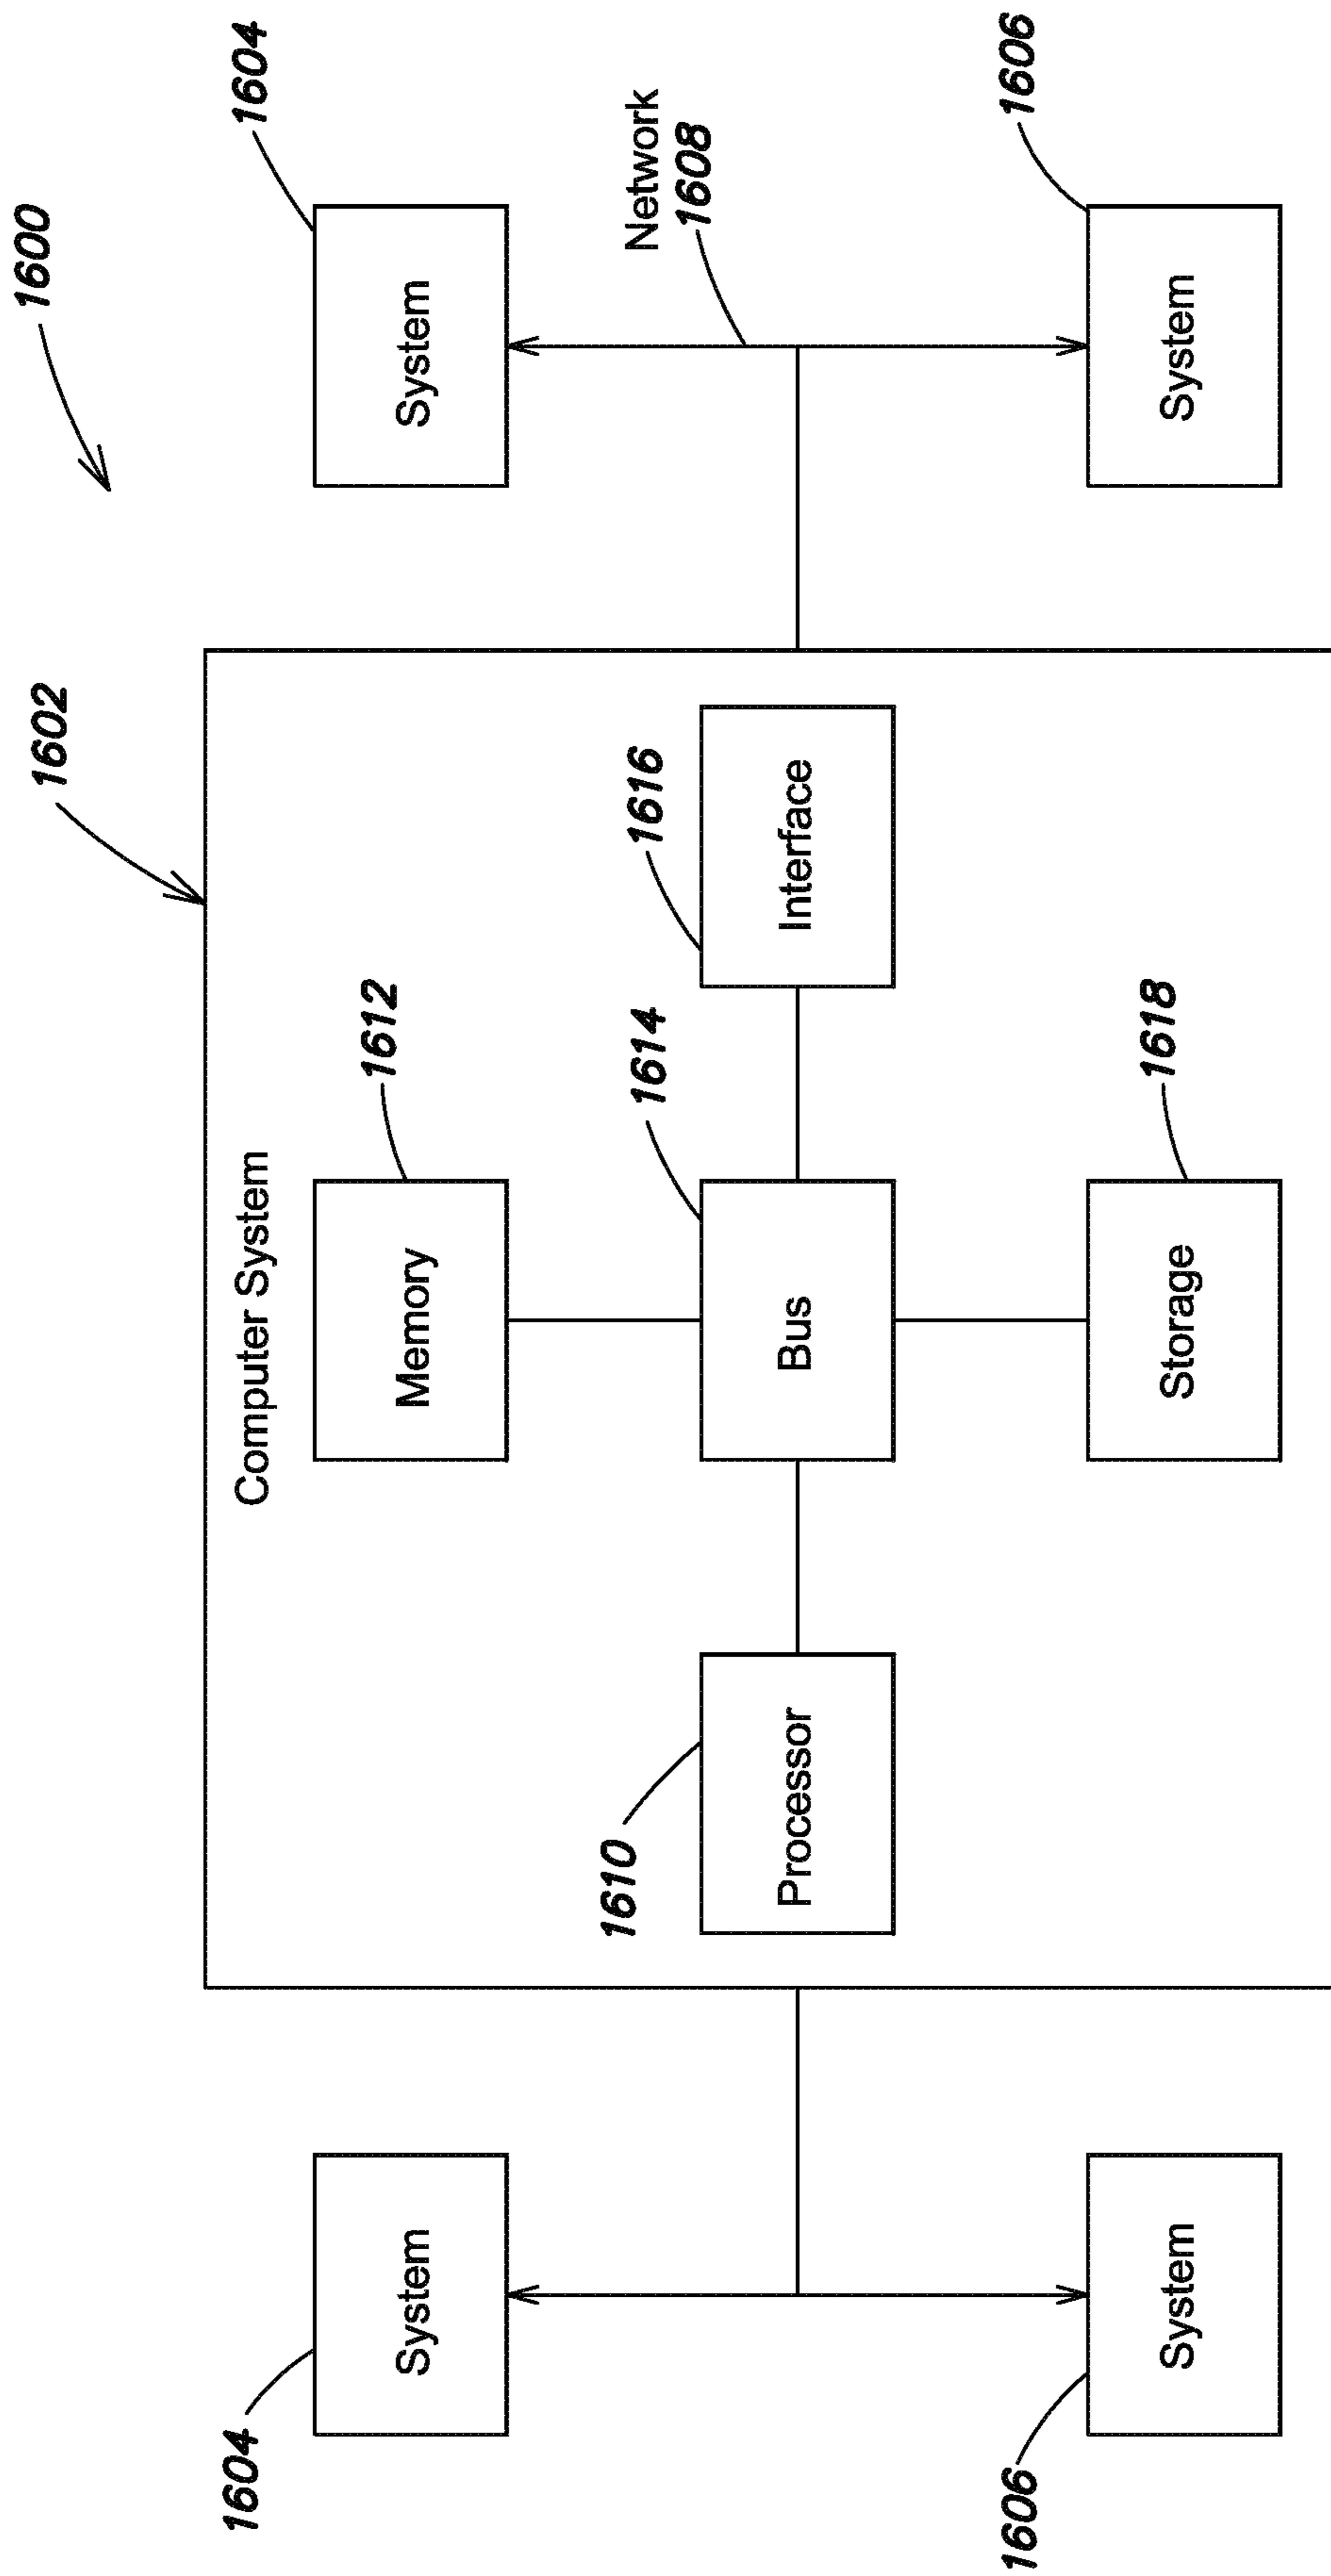 1600
1602
Computer System
1604
System
1612
Memory
1604
System
1610
Processor
1614
Bus
1616
Interface
Network
1608
1606
System
1618
Storage
1606
System